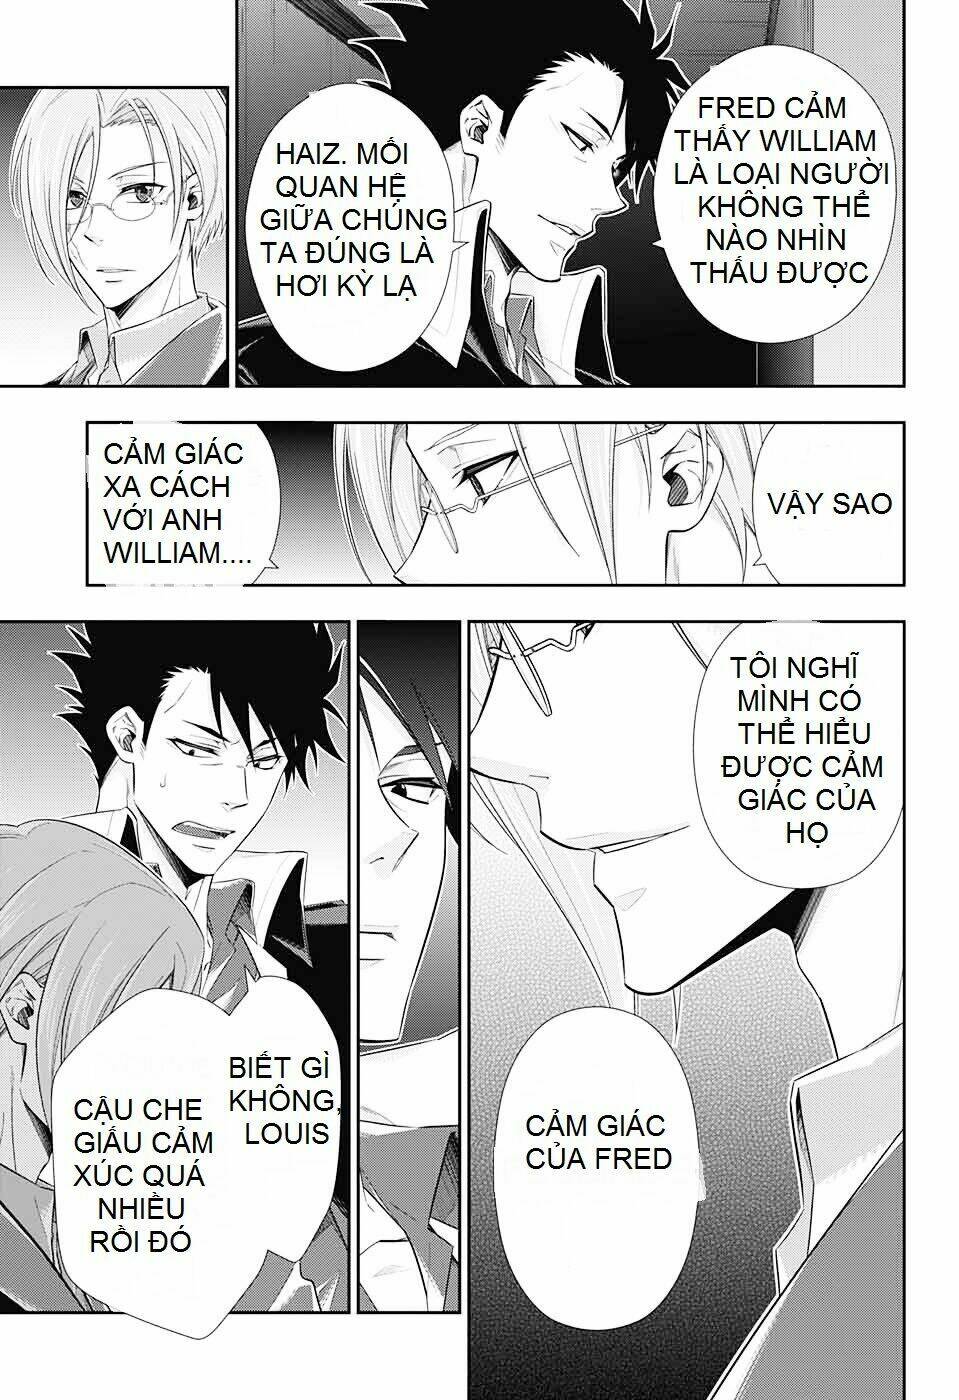 FRED CẢM
THẤY WILLIAM
LÀ LOẠI NGƯỜI
KHÔNG THỂ
NÀO NHÌN
THẤU ĐƯỢC
HAIZ. MỐI
QUAN HỆ
GIỮA CHÚNG
TA ĐÚNG LÀ
HƠI KỲ LẠ
VẬY SAO
CẢM GIÁC
XA CÁCH
VỚI ANH
WILLIAM....
TÔI NGHĨ
MÌNH CÓ
THỂ HIỂU
ĐƯỢC CẢM
GIÁC CỦA
HỌ
CẢM GIÁC
CỦA FRED
BIẾT GÌ
KHÔNG,
LOUIS
CẬU CHE
GIẤU CẢM
XÚC QUÁ
NHIỀU
RỒI ĐÓ